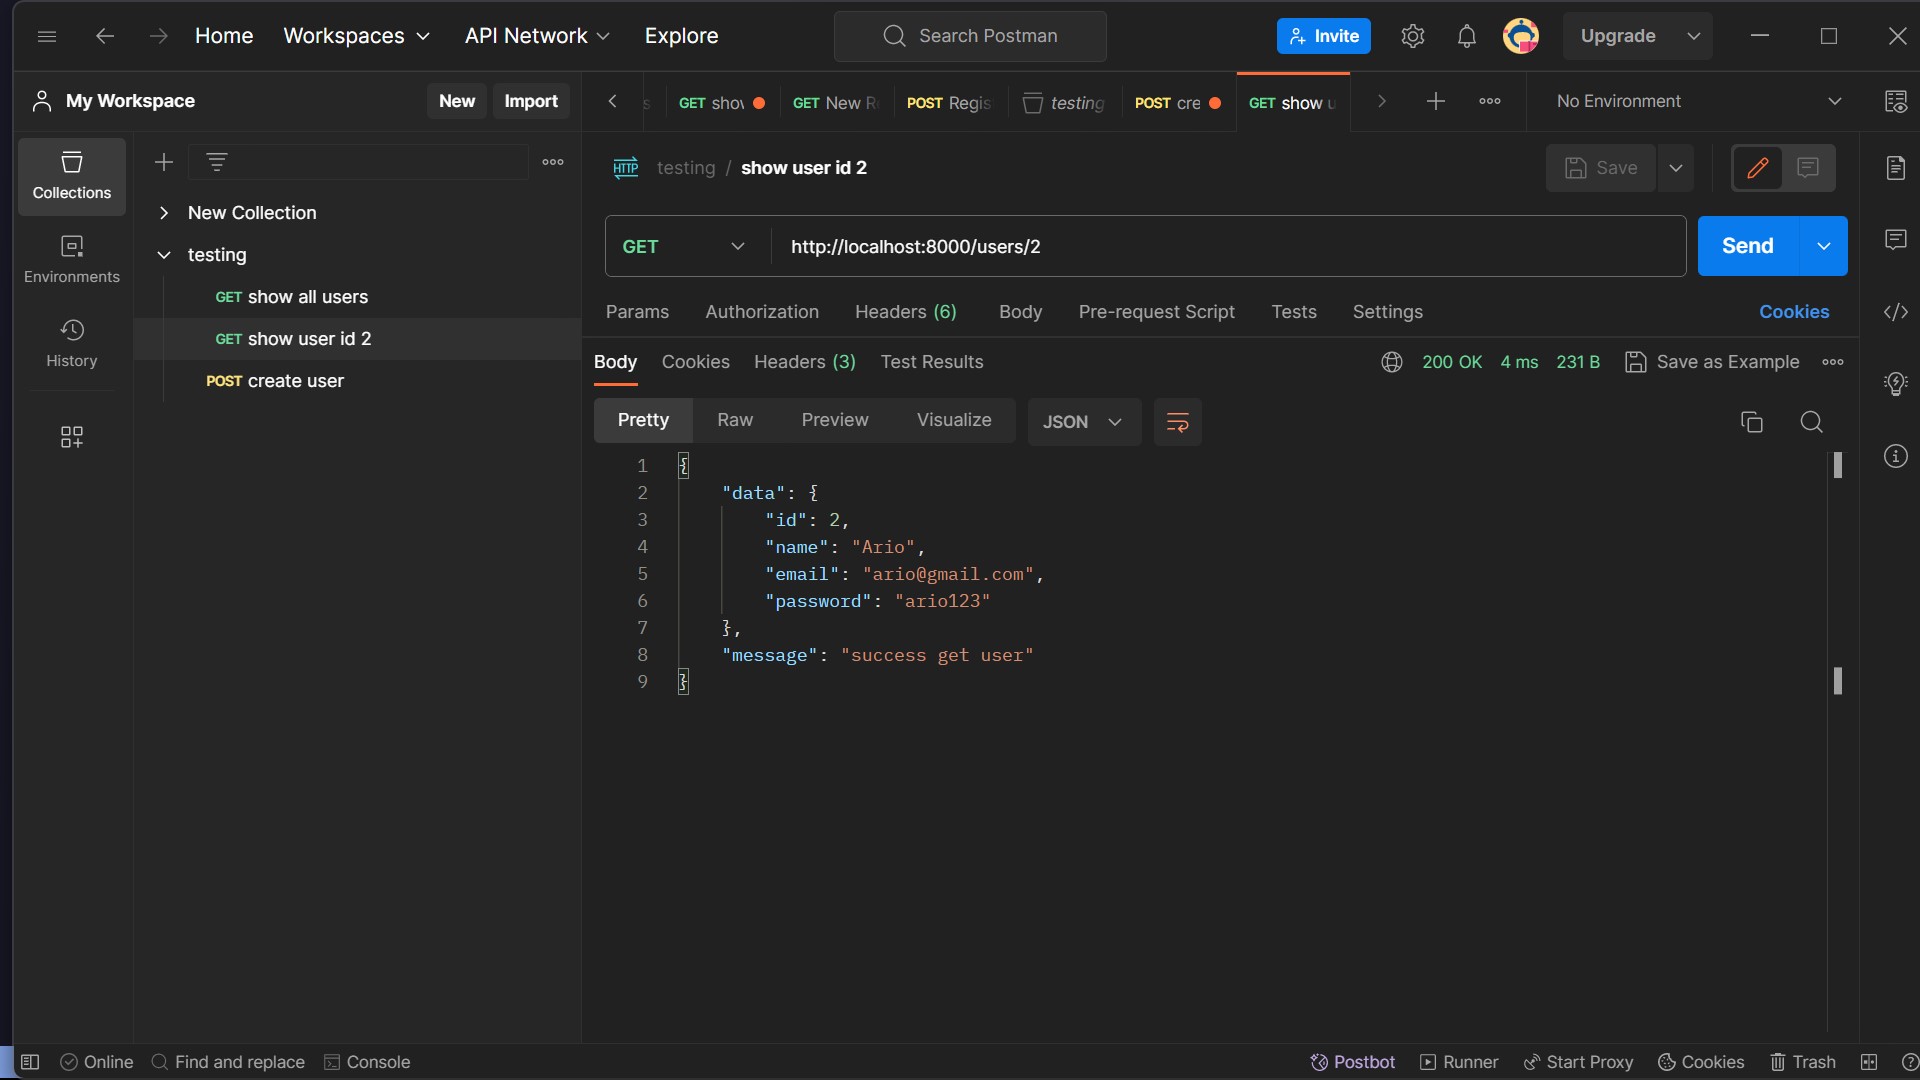 Home Workspaces API Network Explore Search Postman Invite Upgrade
My Workspace New Import
GET show GET New R POST Regis testing POST cre GET show u No Environment
Collections
Environments
History
New Collection
testing
GET show all users
GET show user id 2
POST create user
HTTP testing / show user id 2 Save
GET http://localhost:8000/users/2 Send
Params Authorization Headers (6) Body Pre-request Script Tests Settings Cookies
Body Cookies Headers (3) Test Results 200 OK 4 ms 231 B Save as Example
Pretty Raw Preview Visualize JSON
1 {
2 "data": {
3 "id": 2,
4 "name": "Ario",
5 "email": "ario@gmail.com",
6 "password": "ario123"
7 },
8 "message": "success get user"
9 }
Online Find and replace Console Postbot Runner Start Proxy Cookies Trash